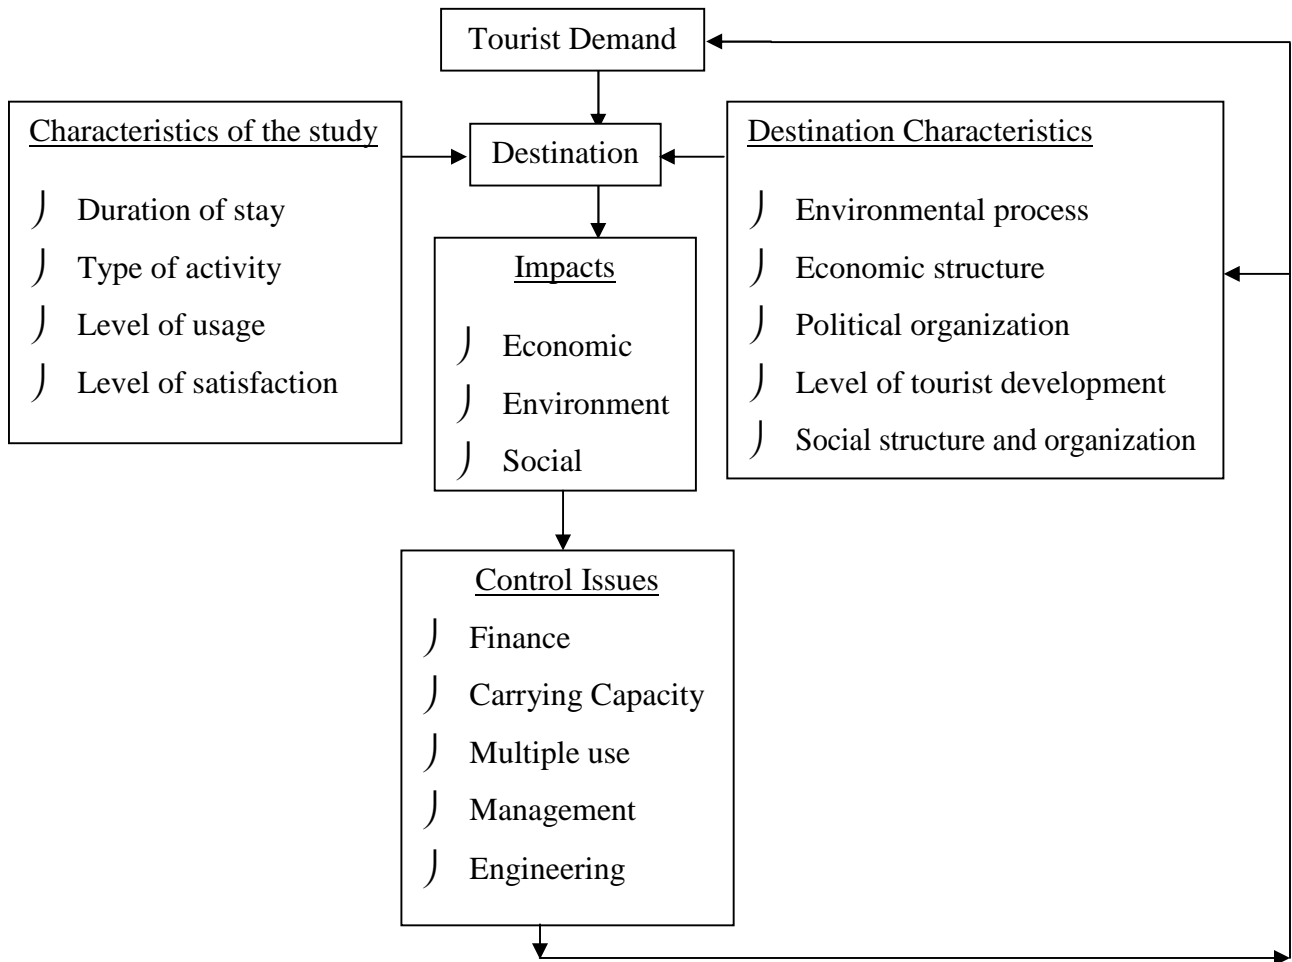 Tourist Demand
Characteristics of the study
Duration of stay
Type of activity
Level of usage
Level of satisfaction
Destination
Destination Characteristics
Environmental process
Economic structure
Political organization
Level of tourist development
Social structure and organization
Impacts
Economic
Environment
Social
Control Issues
Finance
Carrying Capacity
Multiple use
Management
Engineering